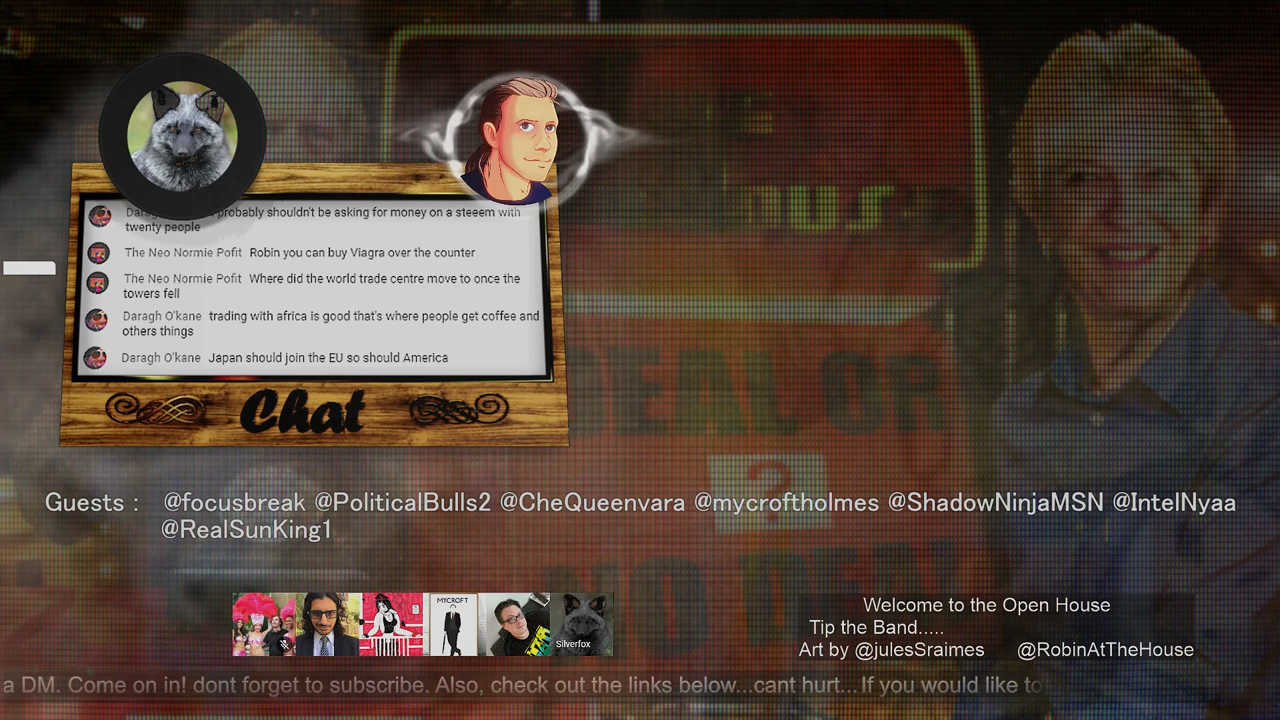 probably shouldn't be asking for money on a steeem with
twenty people
The Neo Normie Pofit Robin you can buy Viagra over the counter
The Neo Normie Pofit Where did the world trade centre move to once the
towers fell
Daragh O'kane trading with africa is good that's where people get coffee and
others things
Daragh O'kane Japan should join the EU so should America
Chat
DEAL OR
?
NO DEAL
Guests : @focusbreak @PoliticalBulls2 @CheQueenvara @mycroftholmes @ShadowNinjaMSN @IntelNyaa
@RealSunKing1
MYCROFT
Silverfox
Welcome to the Open House
Tip the Band.....
Art by @julesSraimes @RobinAtTheHouse
a DM. Come on in! dont forget to subscribe. Also, check out the links below...cant hurt... If you would like to